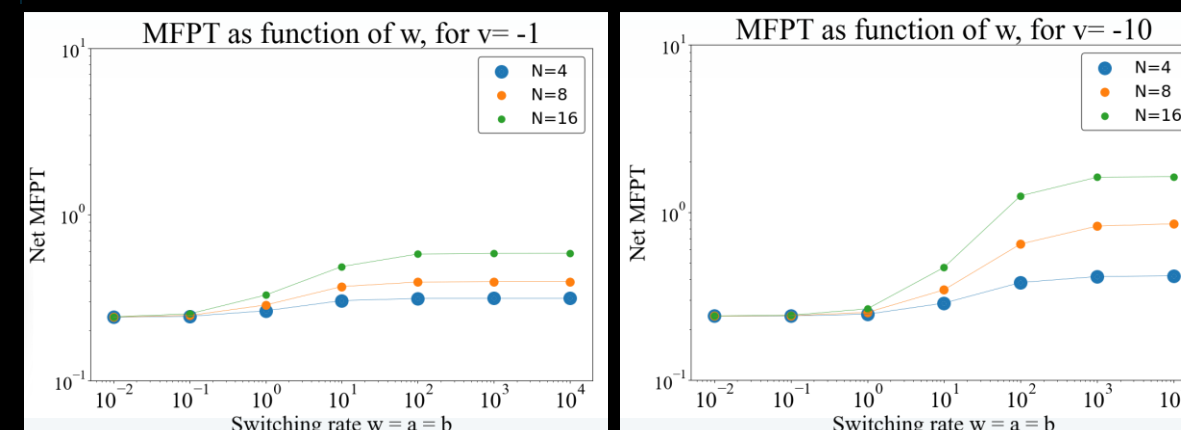 MFPT as function of w, for v= -1
10^1
10^0
10^-1
Net MFPT
N=4
N=8
N=16
10^-2 10^-1 10^0 10^1 10^2 10^3 10^4
Switching rate w = a = b
MFPT as function of w, for v= -10
10^1
10^0
10^-1
Net MFPT
N=4
N=8
N=16
10^-2 10^-1 10^0 10^1 10^2 10^3 10
Switching rate w = a = b